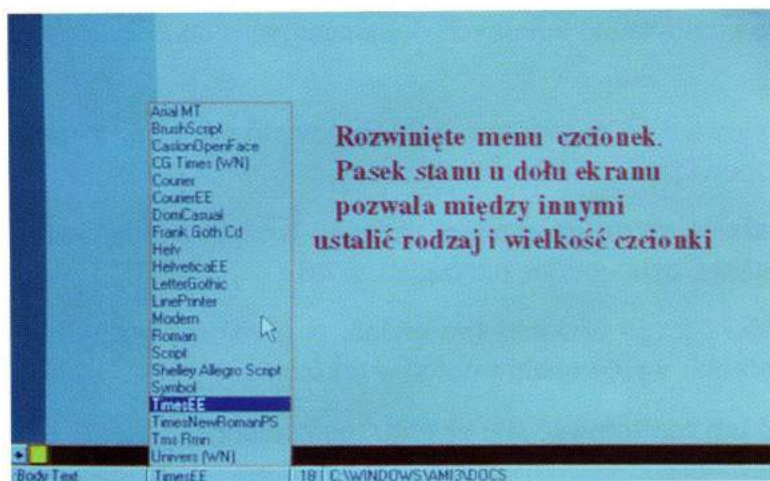 Arial MT
BrushScript
CaslonOpenFace
CG Times (WN)
Courier
CourierEE
DomCasual
Frank Goth Cd
Helv
HelveticaEE
LetterGothic
LinePrinter
Modern
Roman
Script
Shelley Allegro Script
Symbol
TimesEE
TimesNewRomanPS
Tms Rmn
Univers (WN)
Rozwinięte menu czcionek.
Pasek stanu u dołu ekranu
pozwala między innymi
ustalić rodzaj i wielkość czcionki
Body Text TimesEE 18 C:\WINDOWS\AMI3\DOCS